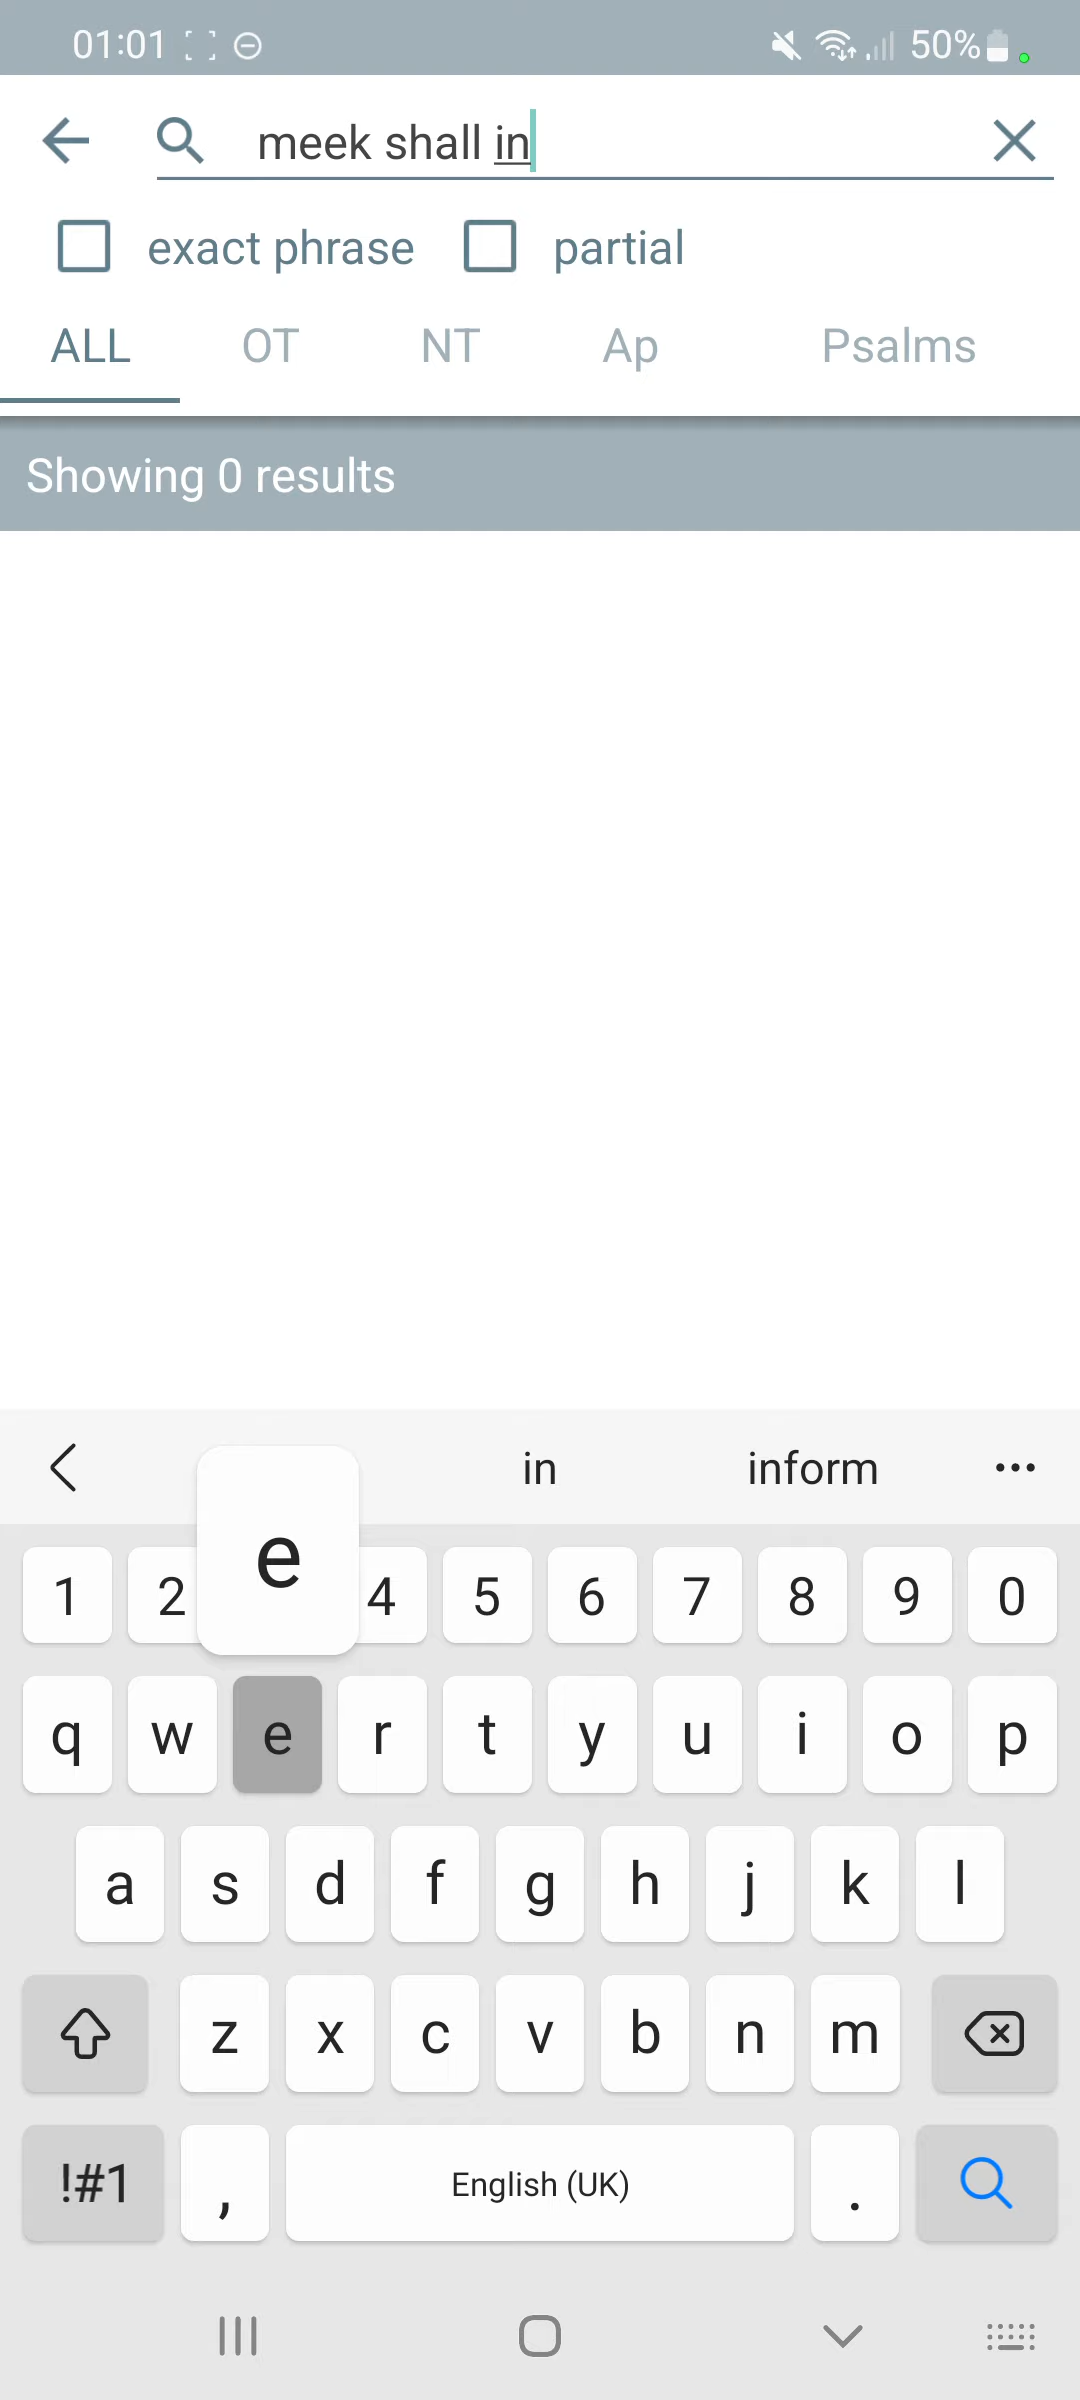 01:01 50%
meek shall in
exact phrase partial
ALL OT NT Ap Psalms
Showing 0 results
in inform
e
1 2 4 5 6 7 8 9 0
q w e r t y u i o p
a s d f g h j k l
z x c v b n m
!#1 , English (UK) .